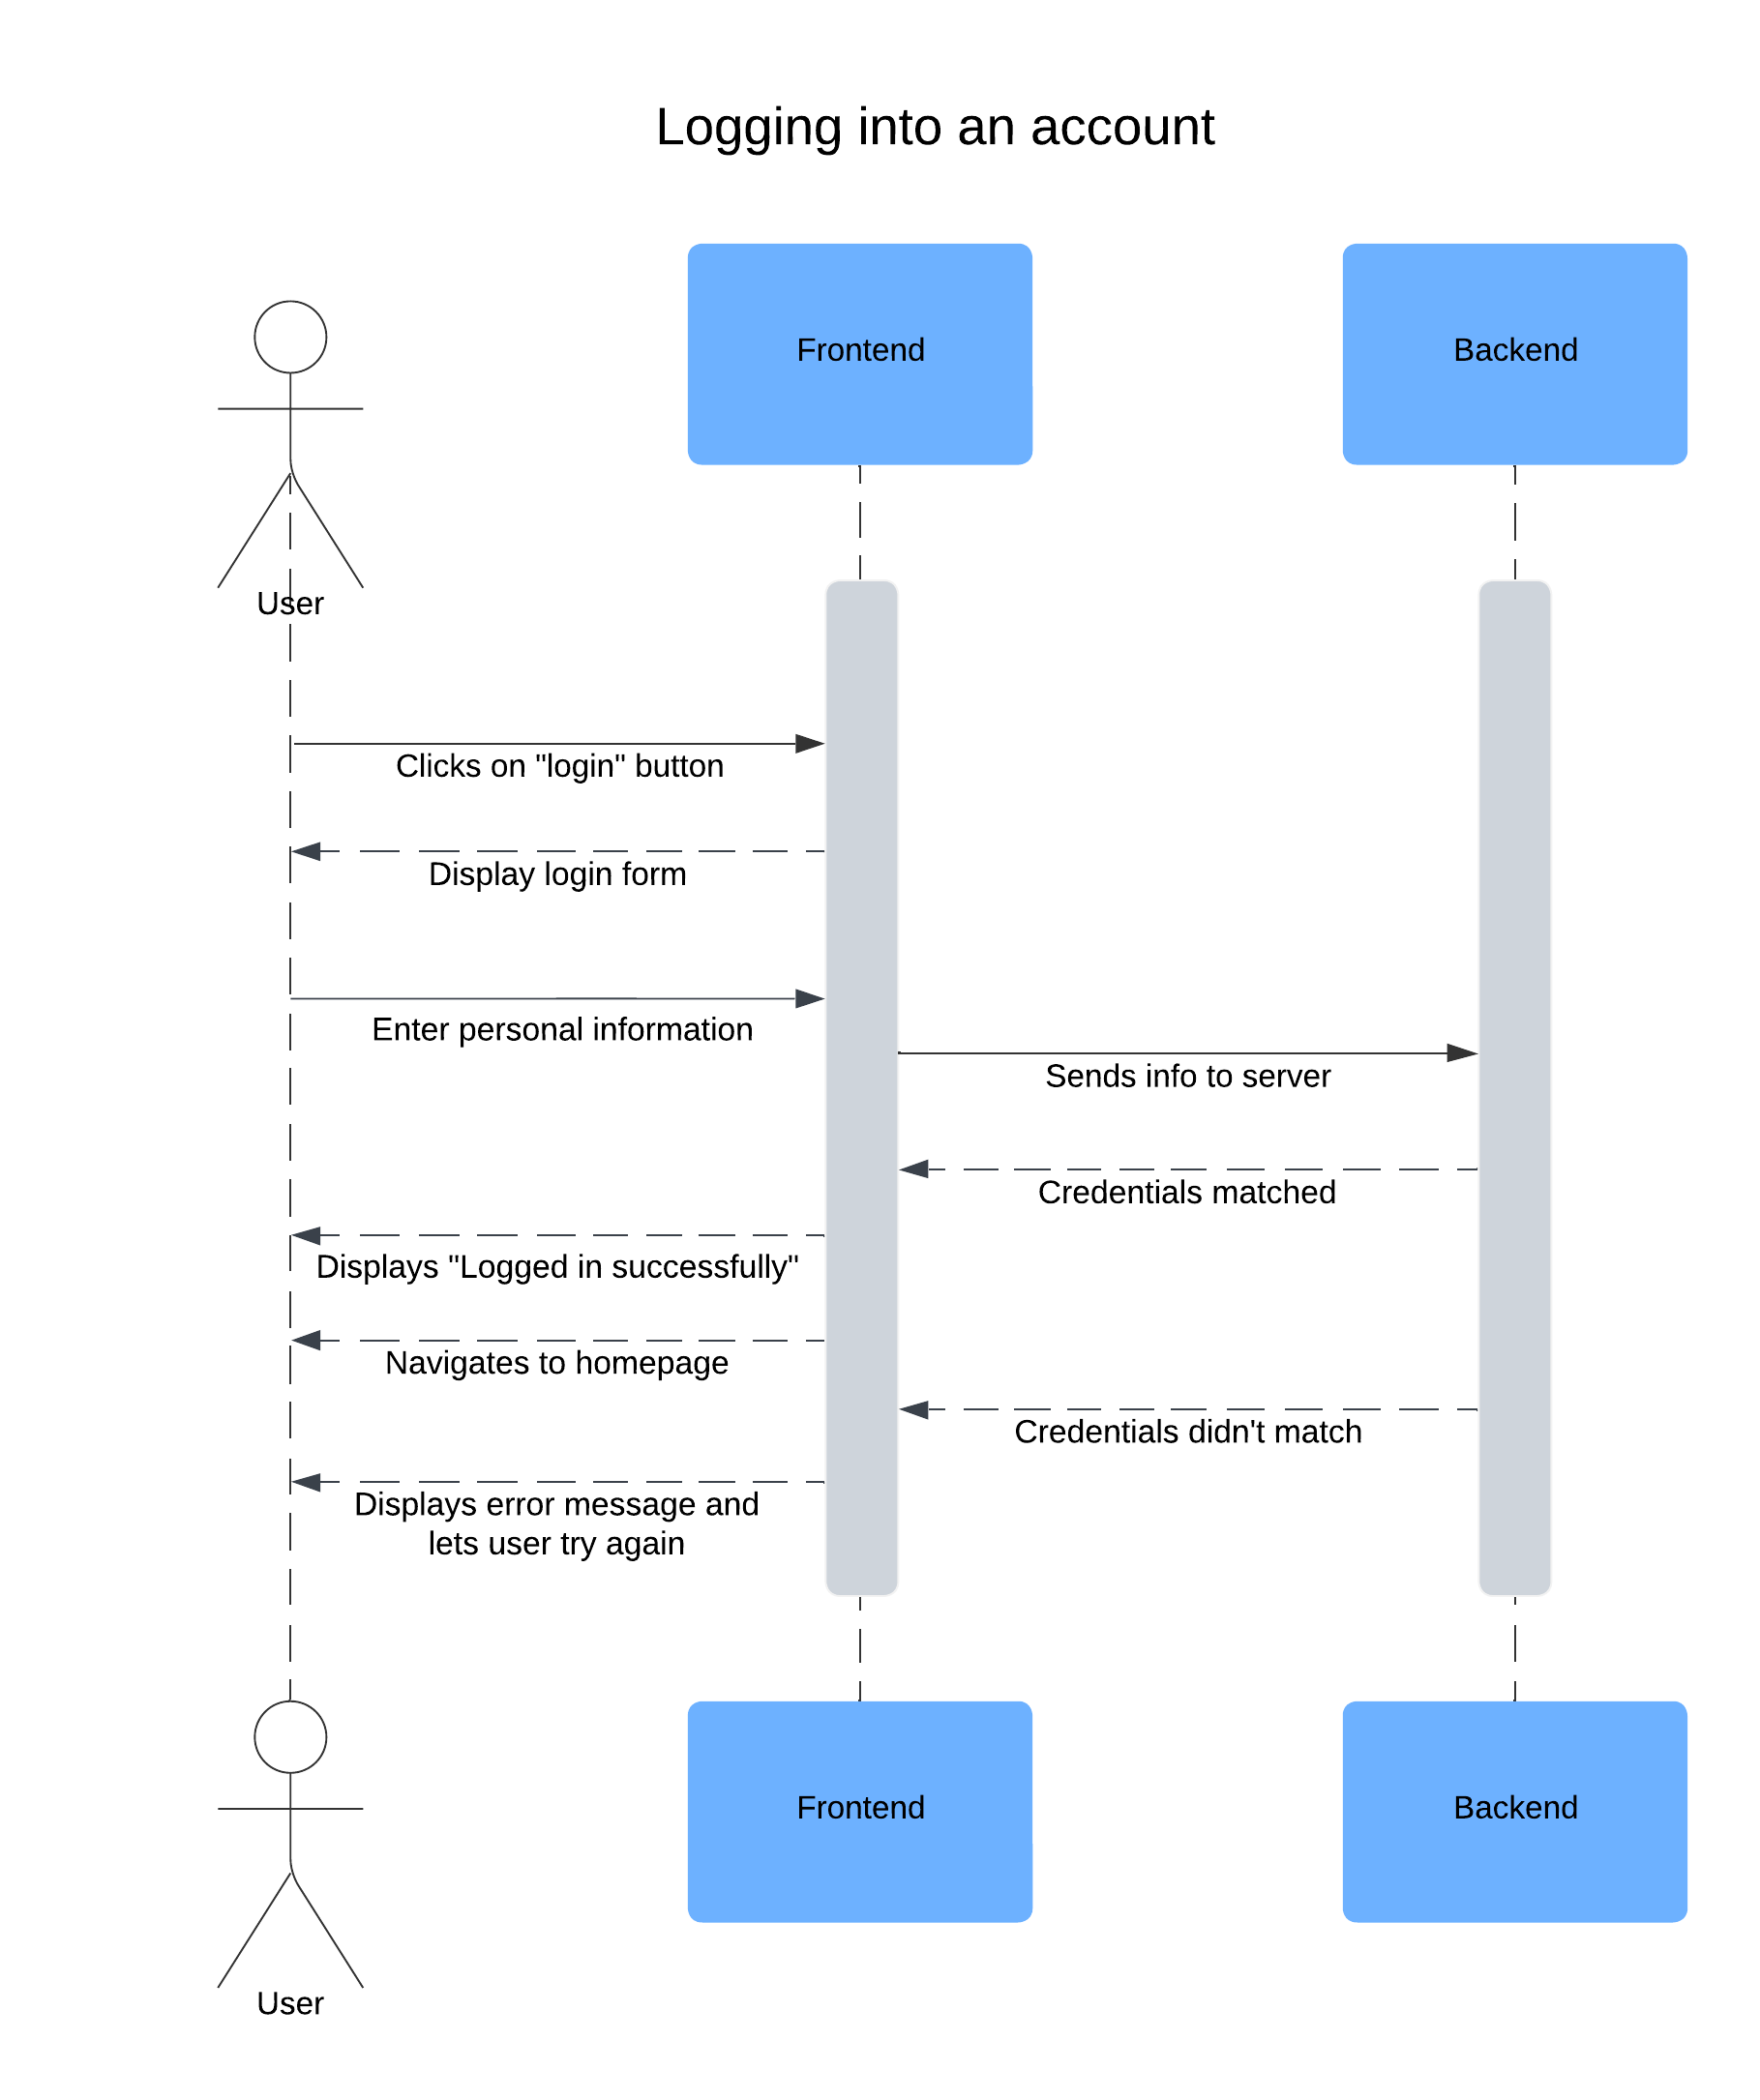 Logging into an account
Frontend
Backend
User
Clicks on "login" button
Display login form
Enter personal information
Sends info to server
Credentials matched
Displays "Logged in successfully"
Navigates to homepage
Credentials didn't match
Displays error message and
lets user try again
Frontend
Backend
User